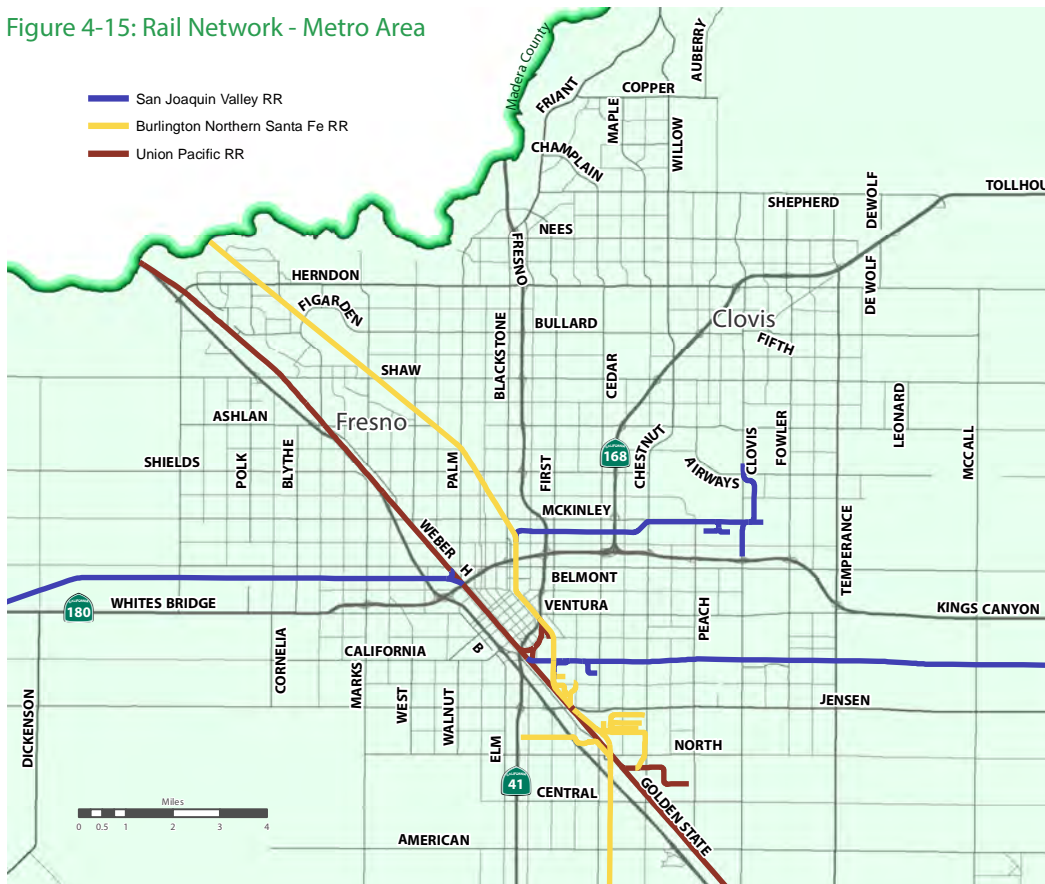 Figure 4-15: Rail Network - Metro Area
San Joaquin Valley RR
Burlington Northern Santa Fe RR
Union Pacific RR
Madera County
FRIANT
COPPER
AUBERRY
MAPLE
WILLOW
CHAMPLAIN
SHEPHERD
DEWOLF
TOLLHOU
NEES
FRESNO
HERNDON
DE WOLF
FIGARDEN
BULLARD
Clovis
FIFTH
BLACKSTONE
SHAW
CEDAR
ASHLAN
Fresno
LEONARD
SHIELDS
POLK
BLYTHE
PALM
FIRST
CALIFORNIA
168
CHESTNUT
AIRWAYS
CLOVIS
FOWLER
MCCALL
MCKINLEY
WEBER
H
BELMONT
TEMPERANCE
CALIFORNIA
180
WHITES BRIDGE
VENTURA
PEACH
KINGS CANYON
CORNELIA
CALIFORNIA
B
MARKS
WEST
WALNUT
JENSEN
DICKENSON
ELM
NORTH
CALIFORNIA
41
CENTRAL
GOLDEN STATE
Miles
0 0.5 1 2 3 4
AMERICAN